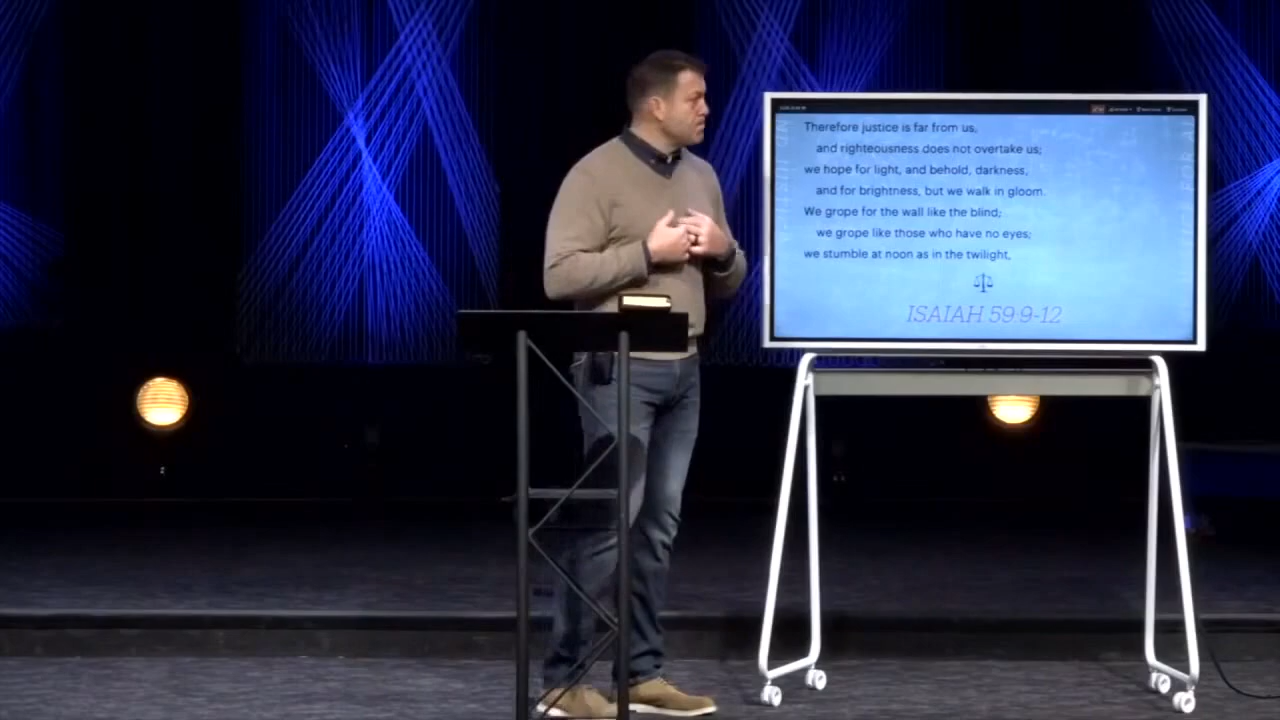 Therefore justice is far from us,
and righteousness does not overtake us;
we hope for light, and behold, darkness,
and for brightness, but we walk in gloom.
We grope for the wall like the blind;
we grope like those who have no eyes;
we stumble at noon as in the twilight,
ISAIAH 59:9-12